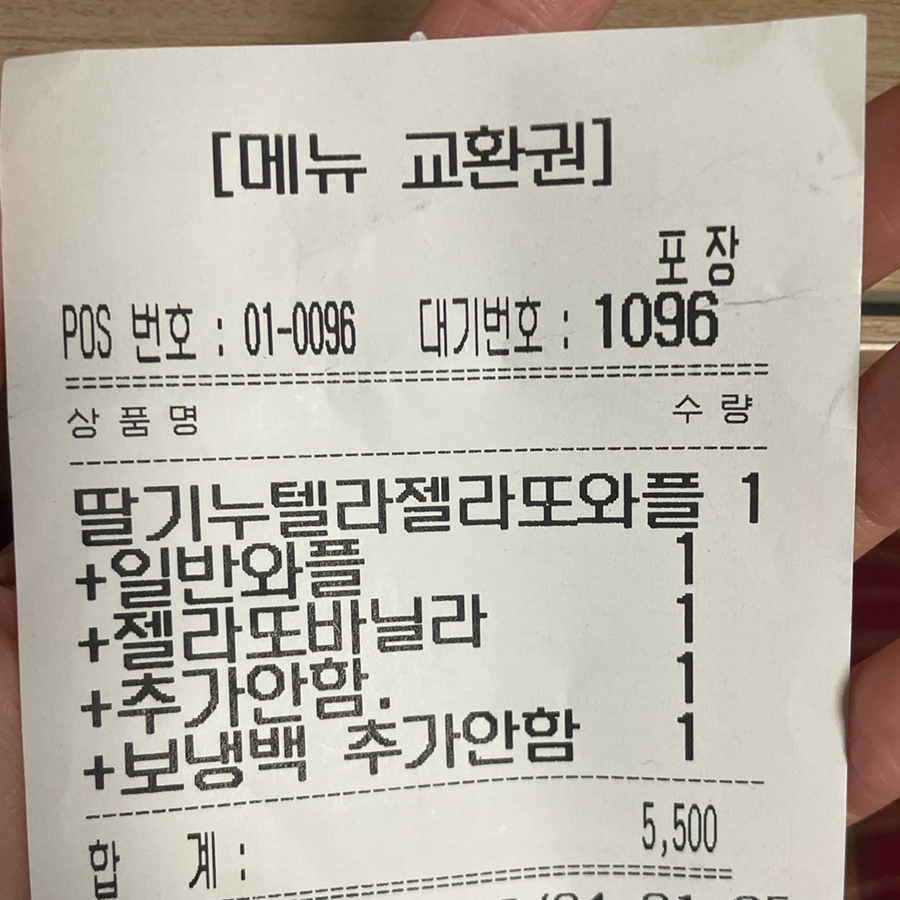 [메뉴 교환권]
포장
POS 번호 : 01-0096 대기번호 : 1096
상품명 수량
딸기누텔라젤라또와플 1
+일반와플 1
+젤라또바닐라 1
+추가안함. 1
+보냉백 추가안함 1
합 계 : 5,500